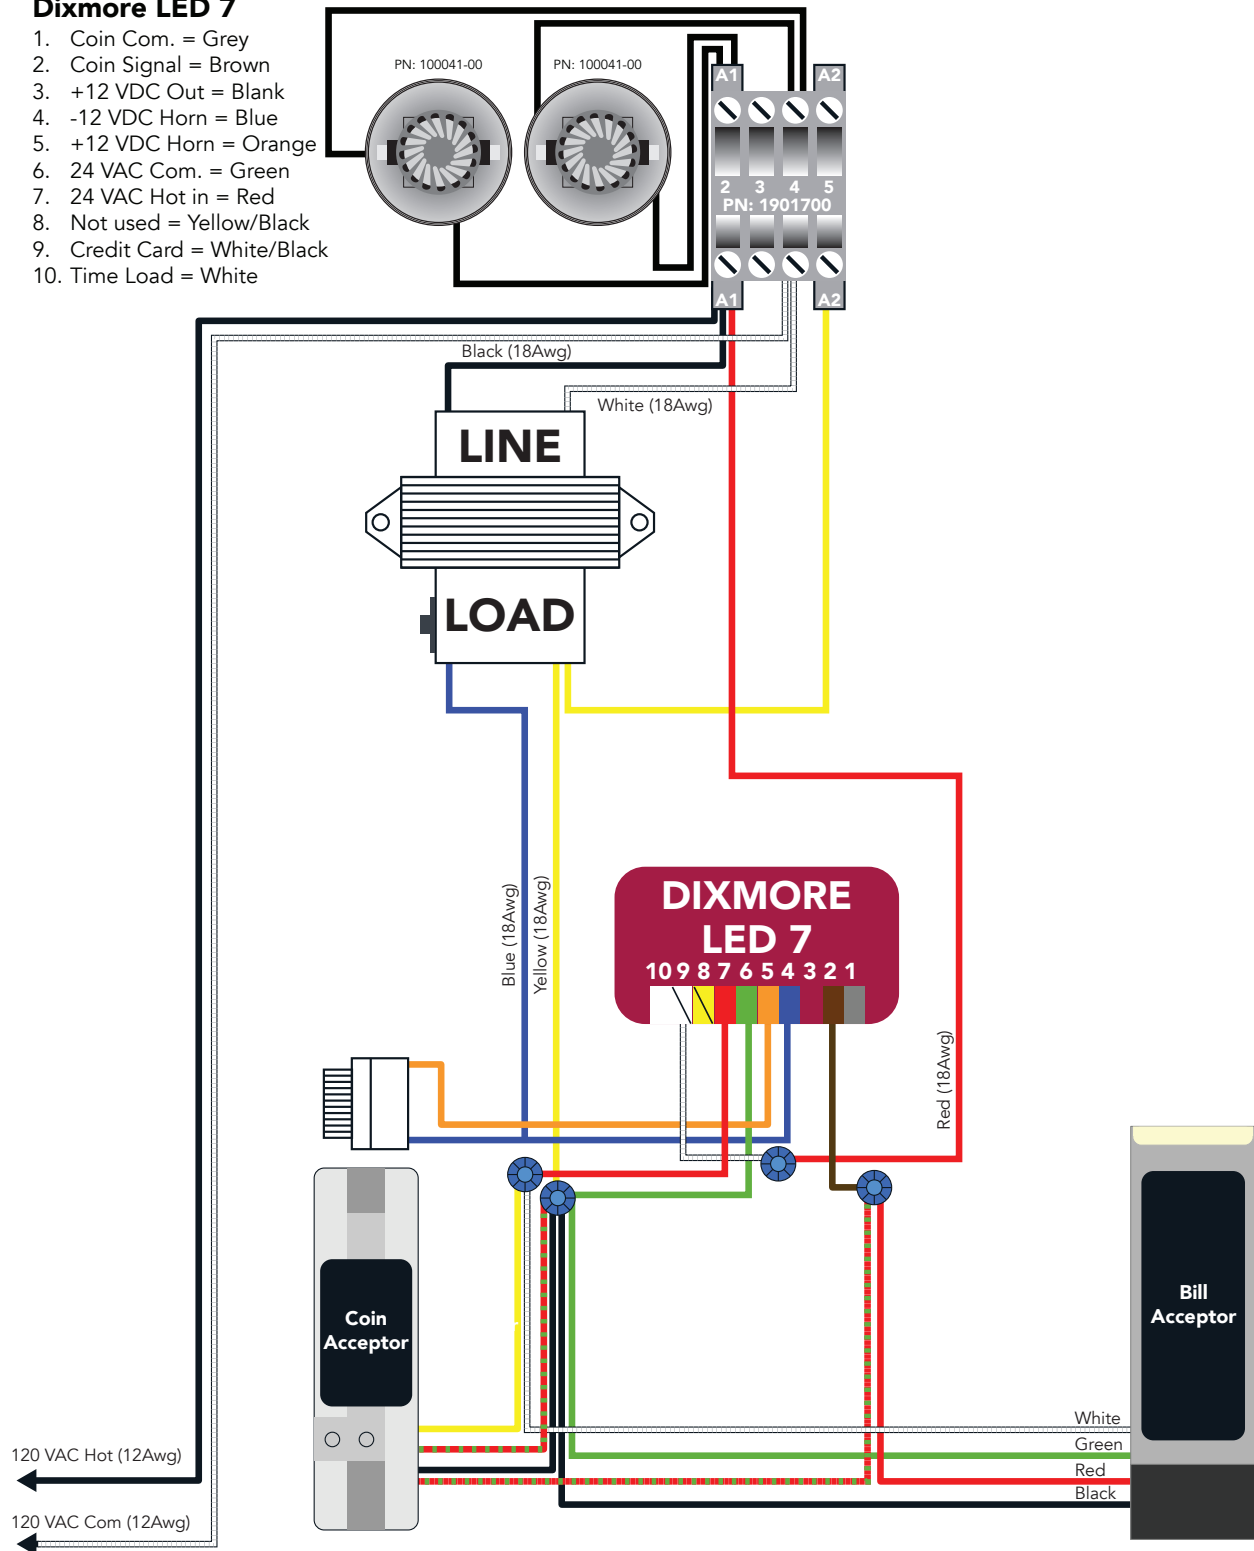 Dixmore LED 7
1. Coin Com. = Grey
2. Coin Signal = Brown
3. +12 VDC Out = Blank
4. -12 VDC Horn = Blue
5. +12 VDC Horn = Orange
6. 24 VAC Com. = Green
7. 24 VAC Hot in = Red
8. Not used = Yellow/Black
9. Credit Card = White/Black
10. Time Load = White
PN: 100041-00
PN: 100041-00
A1
A2
2 3 4 5
PN: 1901700
A1
A2
Black (18Awg)
White (18Awg)
LINE
LOAD
Blue (18Awg)
Yellow (18Awg)
DIXMORE
LED 7
10 9 8 7 6 5 4 3 2 1
Red (18Awg)
Coin
Acceptor
Bill
Acceptor
White
Green
Red
Black
120 VAC Hot (12Awg)
120 VAC Com (12Awg)